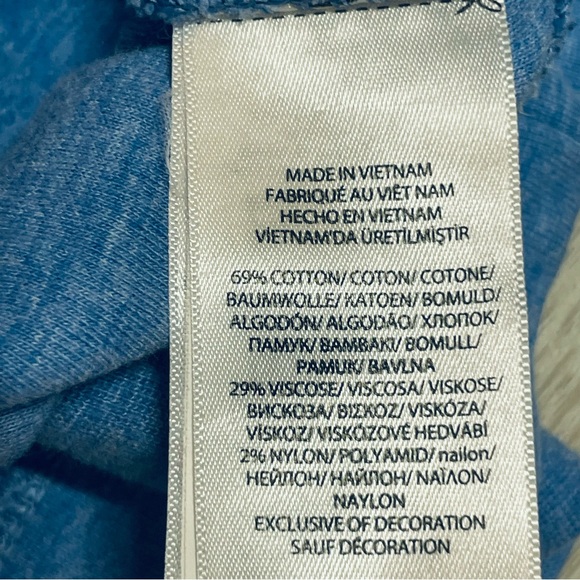 MADE IN VIETNAM
FABRIQUÉ AU VIÊT NAM
HECHO EN VIETNAM
VİETNAM'DA ÜRETİLMİŞTİR
69% COTTON/ COTON/ COTONE/
BAUMWOLLE/ KATOEN/ BOMULD/
ALGODÓN/ ALGODÃO/ ХЛОПОК/
ПАМУК/ BAMBAKI/ BOMULL/
PAMUK/ BAVLNA
29% VISCOSE/ VISCOSA/ VISKOSE/
ВИСКОЗА/ ΒΙΣΚΟΖ/ VISKÓZA/
VİSKOZ/ VISKÓZOVÉ HEDVÁBÍ
2% NYLON/ POLYAMID/ nailon/
НЕЙЛОН/ НАЙЛОН/ ΝΑΪΛΟΝ/
NAYLON
EXCLUSIVE OF DECORATION
SAUF DÉCORATION